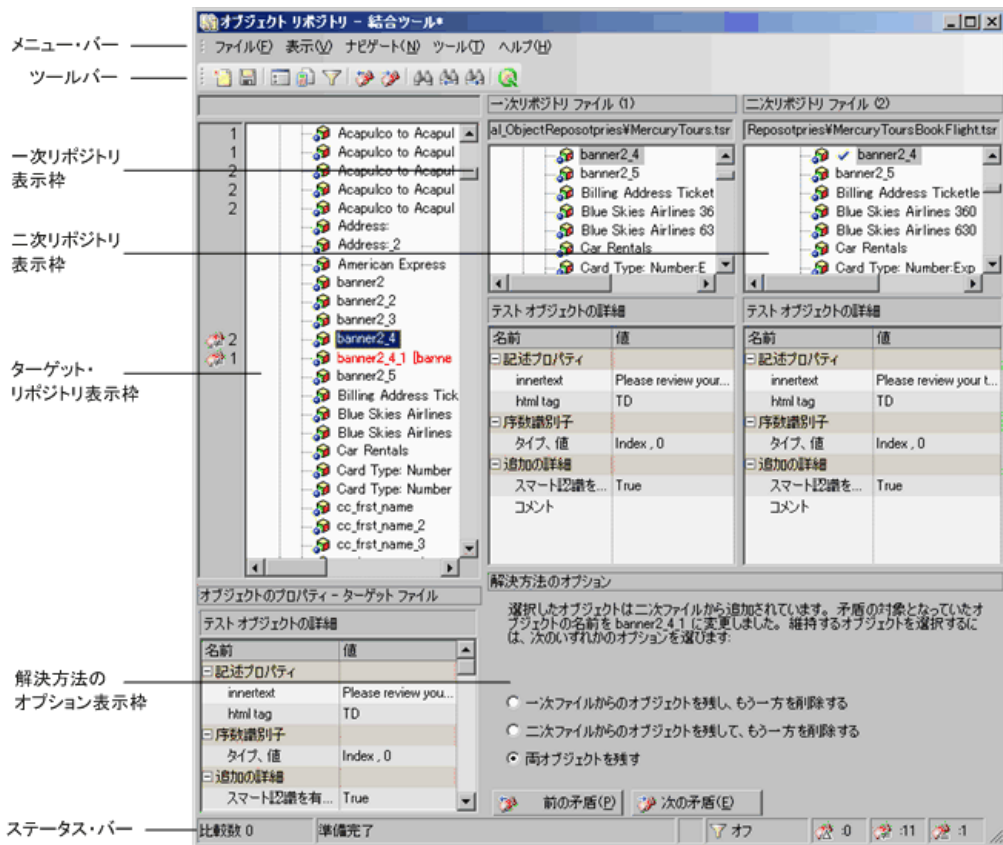 オブジェクト リポジトリ - 結合ツール*
メニュー・バー
ファイル(F) 表示(V) ナビゲート(N) ツール(T) ヘルプ(H)
ツールバー
一次リポジトリ ファイル (1)
二次リポジトリ ファイル (2)
al_ObjectReposotpries¥MercuryTours.tsr
Reposotpries¥MercuryToursBookFlight.tsr
一次リポジトリ
表示枠
二次リポジトリ
表示枠
ターゲット・
リポジトリ表示枠
解決方法の
オプション表示枠
ステータス・バー
1 Acapulco to Acapul
1 Acapulco to Acapul
2 Acapulco to Acapul
2 Acapulco to Acapul
2 Acapulco to Acapul
Address:
Address:_2
American Express
banner2
banner2_2
banner2_3
2 banner2_4
1 banner2_4_1 [banne
banner2_5
Billing Address Tick
Blue Skies Airlines
Blue Skies Airlines
Car Rentals
Card Type: Number
Card Type: Number
cc_frst_name
cc_frst_name_2
cc_frst_name_3
banner2_4
banner2_5
Billing Address Ticket
Blue Skies Airlines 36
Blue Skies Airlines 63
Car Rentals
Card Type: Number:E
banner2_4
banner2_5
Billing Address Ticketle
Blue Skies Airlines 360
Blue Skies Airlines 630
Car Rentals
Card Type: Number:Exp
テスト オブジェクトの詳細
名前 値
記述プロパティ
innertext Please review your...
html tag TD
序数識別子
タイプ、値 Index , 0
追加の詳細
スマート認識を... True
コメント
テスト オブジェクトの詳細
名前 値
記述プロパティ
innertext Please review your t...
html tag TD
序数識別子
タイプ、値 Index , 0
追加の詳細
スマート認識を... True
コメント
オブジェクトのプロパティ - ターゲット ファイル
テスト オブジェクトの詳細
名前 値
記述プロパティ
innertext Please review you...
html tag TD
序数識別子
タイプ、値 Index , 0
追加の詳細
スマート認識を有... True
解決方法のオプション
選択したオブジェクトは二次ファイルから追加されています。矛盾の対象となっていたオ
ブジェクトの名前を banner2_4_1 に変更しました。維持するオブジェクトを選択するに
は、次のいずれかのオプションを選びます:
一次ファイルからのオブジェクトを残し、もう一方を削除する
二次ファイルからのオブジェクトを残して、もう一方を削除する
両オブジェクトを残す
前の矛盾(P) 次の矛盾(E)
比較数 0 準備完了 オフ :0 :11 :1